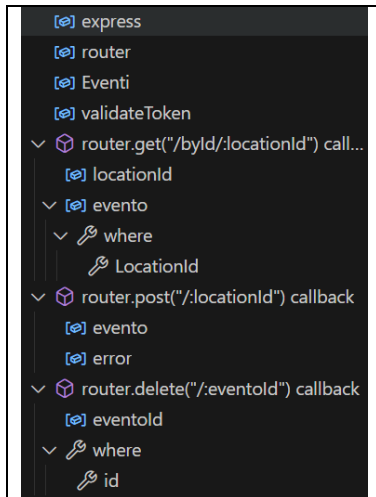 express
router
Eventi
validateToken
router.get("/byId/:locationId") call...
locationId
evento
where
LocationId
router.post("/:locationId") callback
evento
error
router.delete("/:eventoId") callback
eventoId
where
id